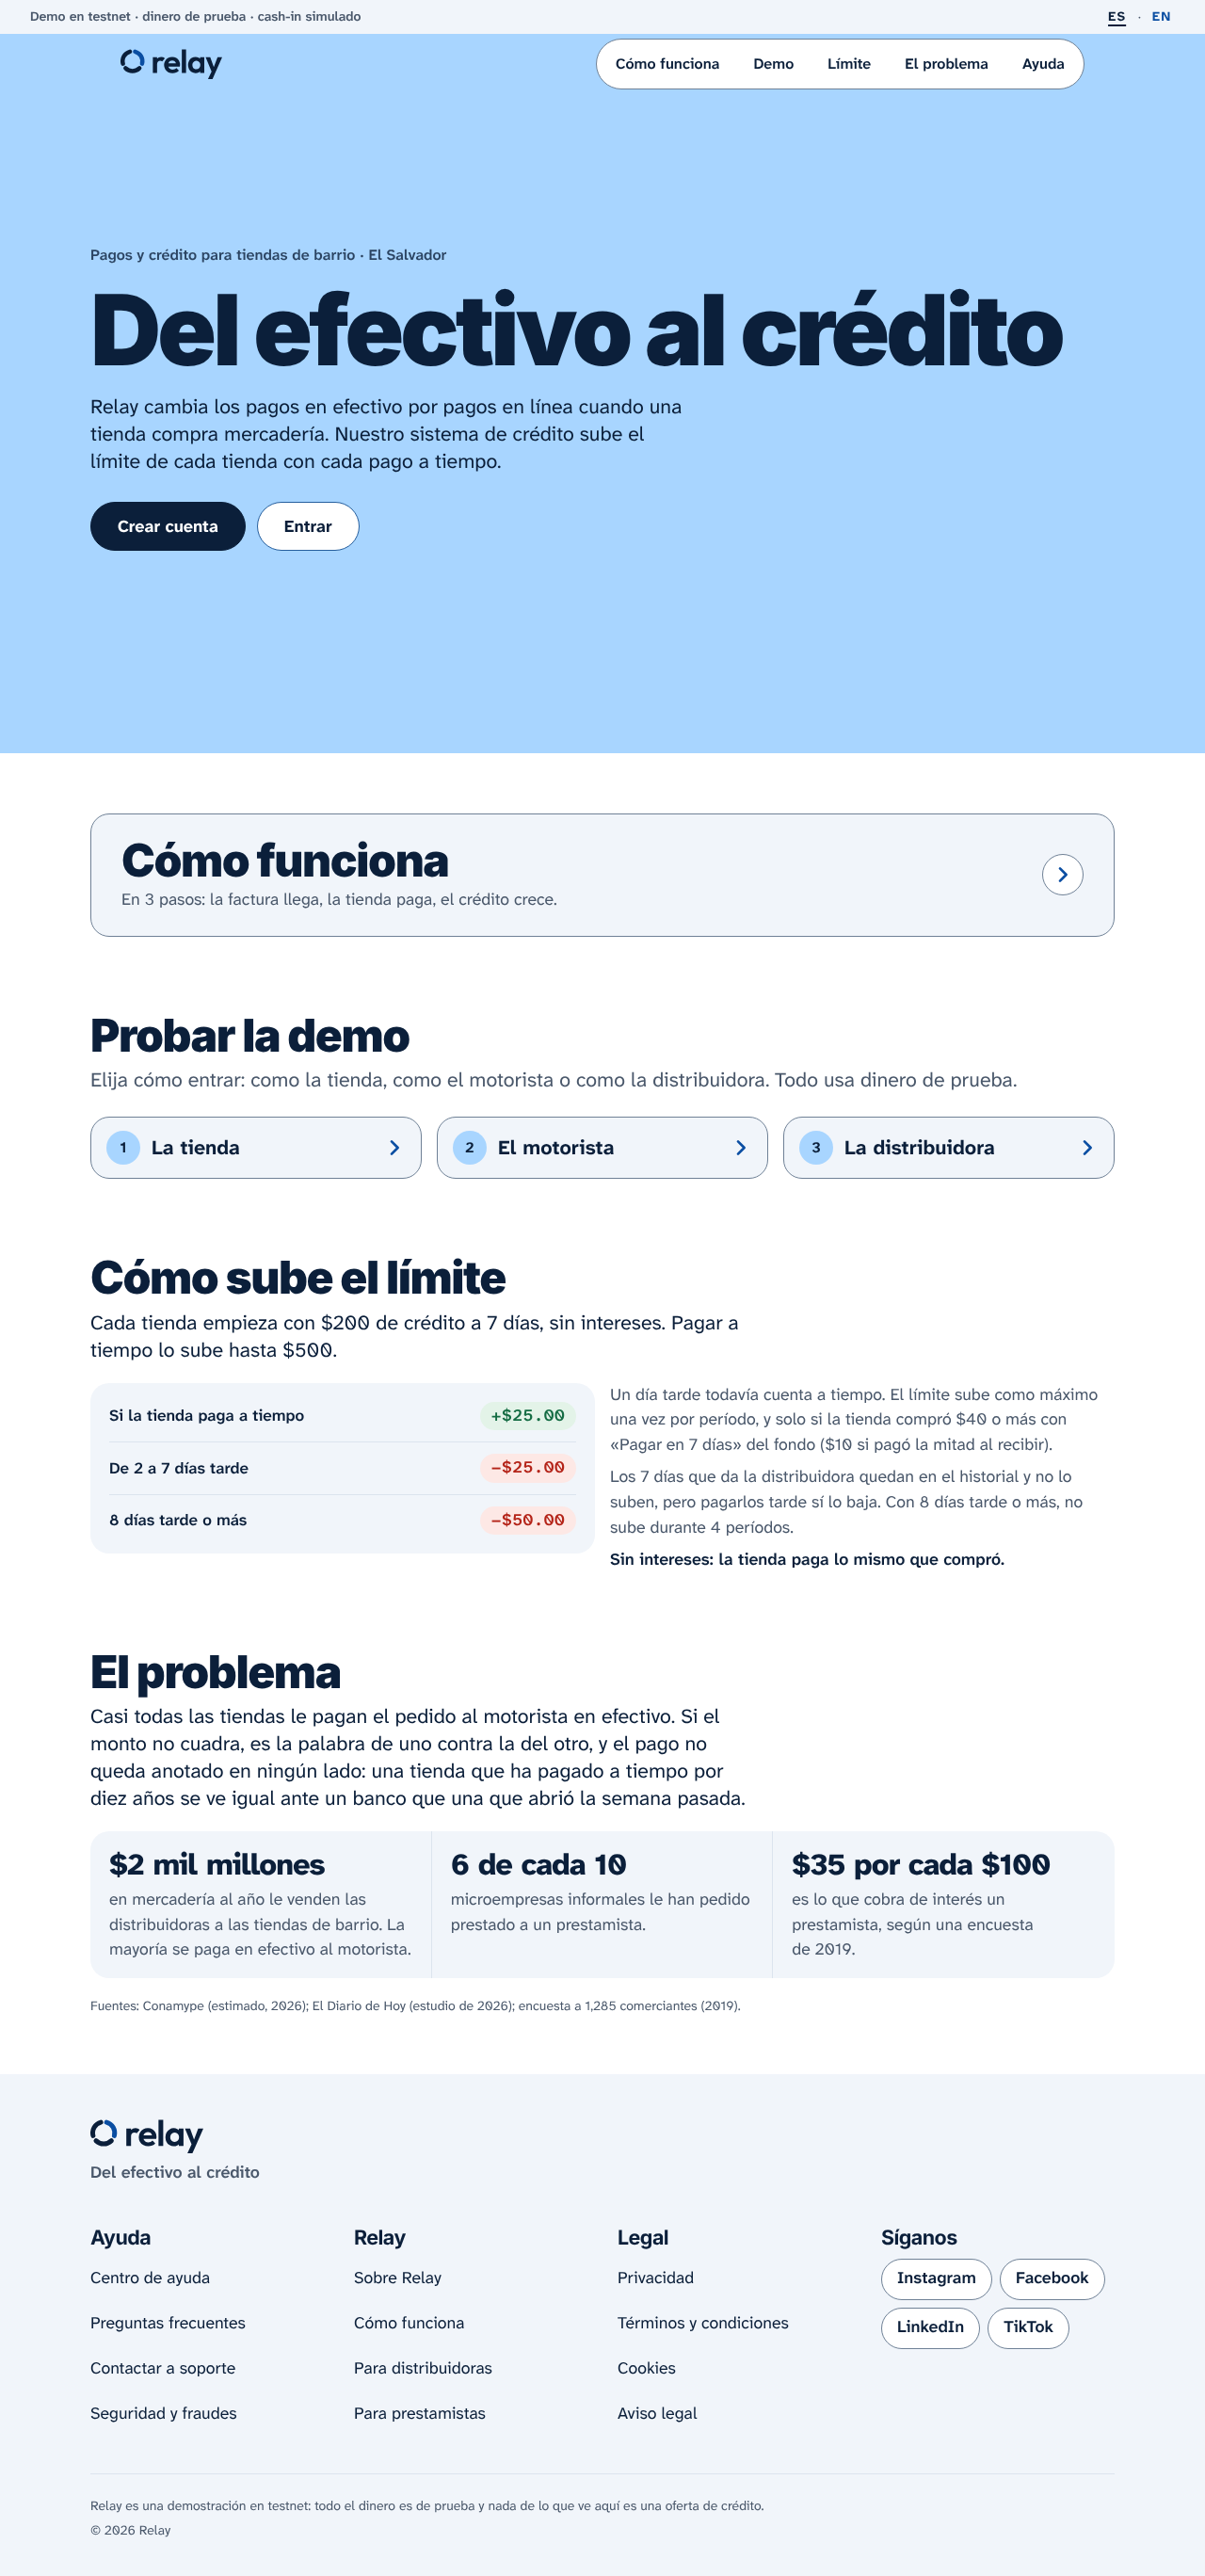 Demo en testnet · dinero de prueba · cash-in simulado
ES · EN
relay
Cómo funciona
Demo
Límite
El problema
Ayuda
Pagos y crédito para tiendas de barrio · El Salvador
Del efectivo al crédito
Relay cambia los pagos en efectivo por pagos en línea cuando una
tienda compra mercadería. Nuestro sistema de crédito sube el
límite de cada tienda con cada pago a tiempo.
Crear cuenta
Entrar
Cómo funciona
En 3 pasos: la factura llega, la tienda paga, el crédito crece.
Probar la demo
Elija cómo entrar: como la tienda, como el motorista o como la distribuidora. Todo usa dinero de prueba.
1 La tienda
2 El motorista
3 La distribuidora
Cómo sube el límite
Cada tienda empieza con $200 de crédito a 7 días, sin intereses. Pagar a
tiempo lo sube hasta $500.
Si la tienda paga a tiempo +$25.00
De 2 a 7 días tarde −$25.00
8 días tarde o más −$50.00
Un día tarde todavía cuenta a tiempo. El límite sube como máximo
una vez por período, y solo si la tienda compró $40 o más con
«Pagar en 7 días» del fondo ($10 si pagó la mitad al recibir).
Los 7 días que da la distribuidora quedan en el historial y no lo
suben, pero pagarlos tarde sí lo baja. Con 8 días tarde o más, no
sube durante 4 períodos.
Sin intereses: la tienda paga lo mismo que compró.
El problema
Casi todas las tiendas le pagan el pedido al motorista en efectivo. Si el
monto no cuadra, es la palabra de uno contra la del otro, y el pago no
queda anotado en ningún lado: una tienda que ha pagado a tiempo por
diez años se ve igual ante un banco que una que abrió la semana pasada.
$2 mil millones
en mercadería al año le venden las
distribuidoras a las tiendas de barrio. La
mayoría se paga en efectivo al motorista.
6 de cada 10
microempresas informales le han pedido
prestado a un prestamista.
$35 por cada $100
es lo que cobra de interés un
prestamista, según una encuesta
de 2019.
Fuentes: Conamype (estimado, 2026); El Diario de Hoy (estudio de 2026); encuesta a 1,285 comerciantes (2019).
relay
Del efectivo al crédito
Ayuda
Centro de ayuda
Preguntas frecuentes
Contactar a soporte
Seguridad y fraudes
Relay
Sobre Relay
Cómo funciona
Para distribuidoras
Para prestamistas
Legal
Privacidad
Términos y condiciones
Cookies
Aviso legal
Síganos
Instagram
Facebook
LinkedIn
TikTok
Relay es una demostración en testnet: todo el dinero es de prueba y nada de lo que ve aquí es una oferta de crédito.
© 2026 Relay